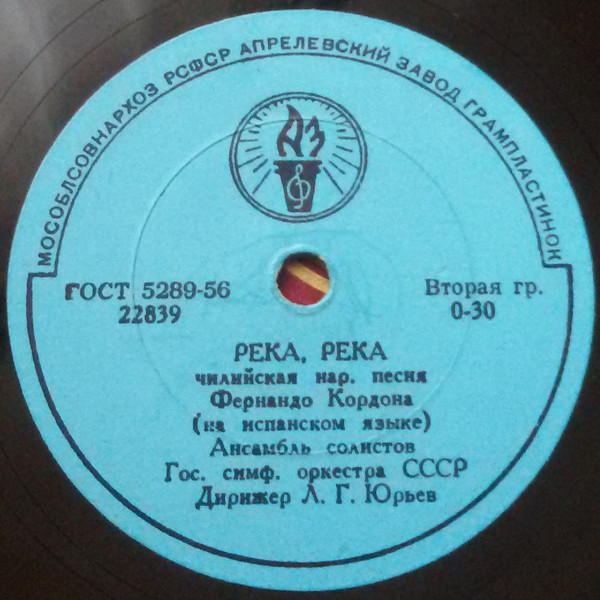 МОСОБЛСОВНАРХОЗ РСФСР АПРЕЛЕВСКИЙ ЗАВОД ГРАМПЛАСТИНОК
АЗ
ГОСТ 5289-56
22839
Вторая гр.
0-30
РЕКА, РЕКА
чилийская нар. песня
Фернандо Кордона
(на испанском языке)
Ансамбль солистов
Гос. симф. оркестра СССР
Дирижер Л. Г. Юрьев